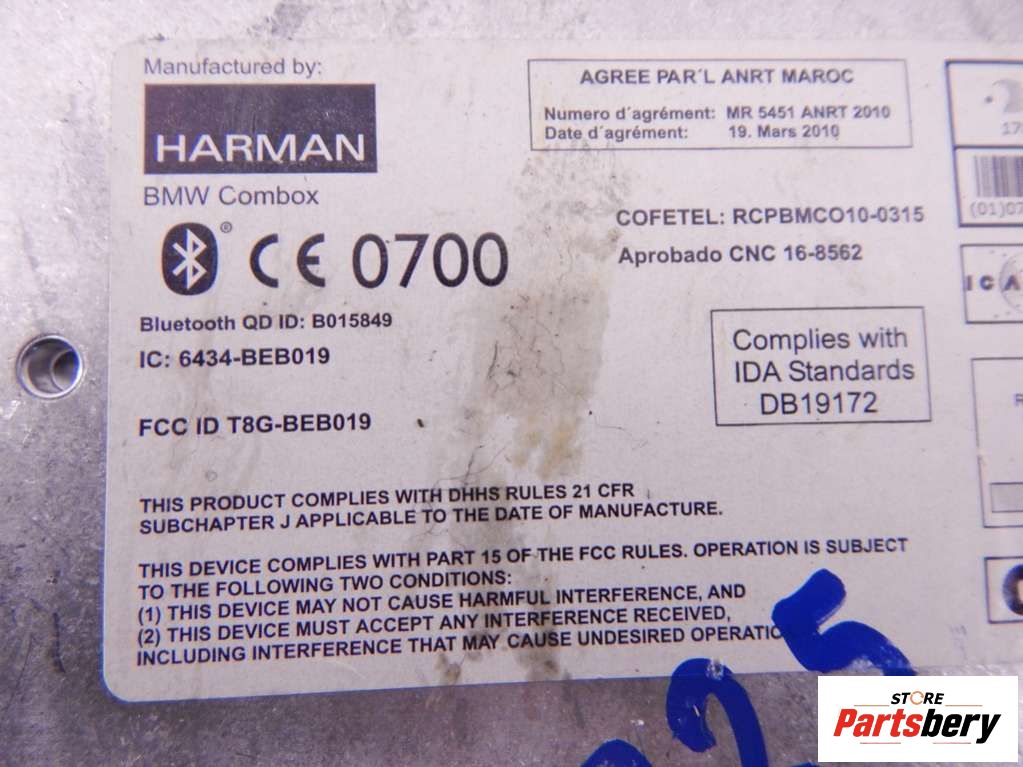 Manufactured by:
HARMAN
BMW Combox
® CE 0700
Bluetooth QD ID: B015849
IC: 6434-BEB019
FCC ID T8G-BEB019
AGREE PAR´L ANRT MAROC
Numero d´agrément: MR 5451 ANRT 2010
Date d´agrément: 19. Mars 2010
COFETEL: RCPBMCO10-0315
Aprobado CNC 16-8562
Complies with
IDA Standards
DB19172
THIS PRODUCT COMPLIES WITH DHHS RULES 21 CFR
SUBCHAPTER J APPLICABLE TO THE DATE OF MANUFACTURE.
THIS DEVICE COMPLIES WITH PART 15 OF THE FCC RULES. OPERATION IS SUBJECT
TO THE FOLLOWING TWO CONDITIONS:
(1) THIS DEVICE MAY NOT CAUSE HARMFUL INTERFERENCE, AND
(2) THIS DEVICE MUST ACCEPT ANY INTERFERENCE RECEIVED,
INCLUDING INTERFERENCE THAT MAY CAUSE UNDESIRED OPERATIO
17
(01)07
ICA
STORE
Partsbery